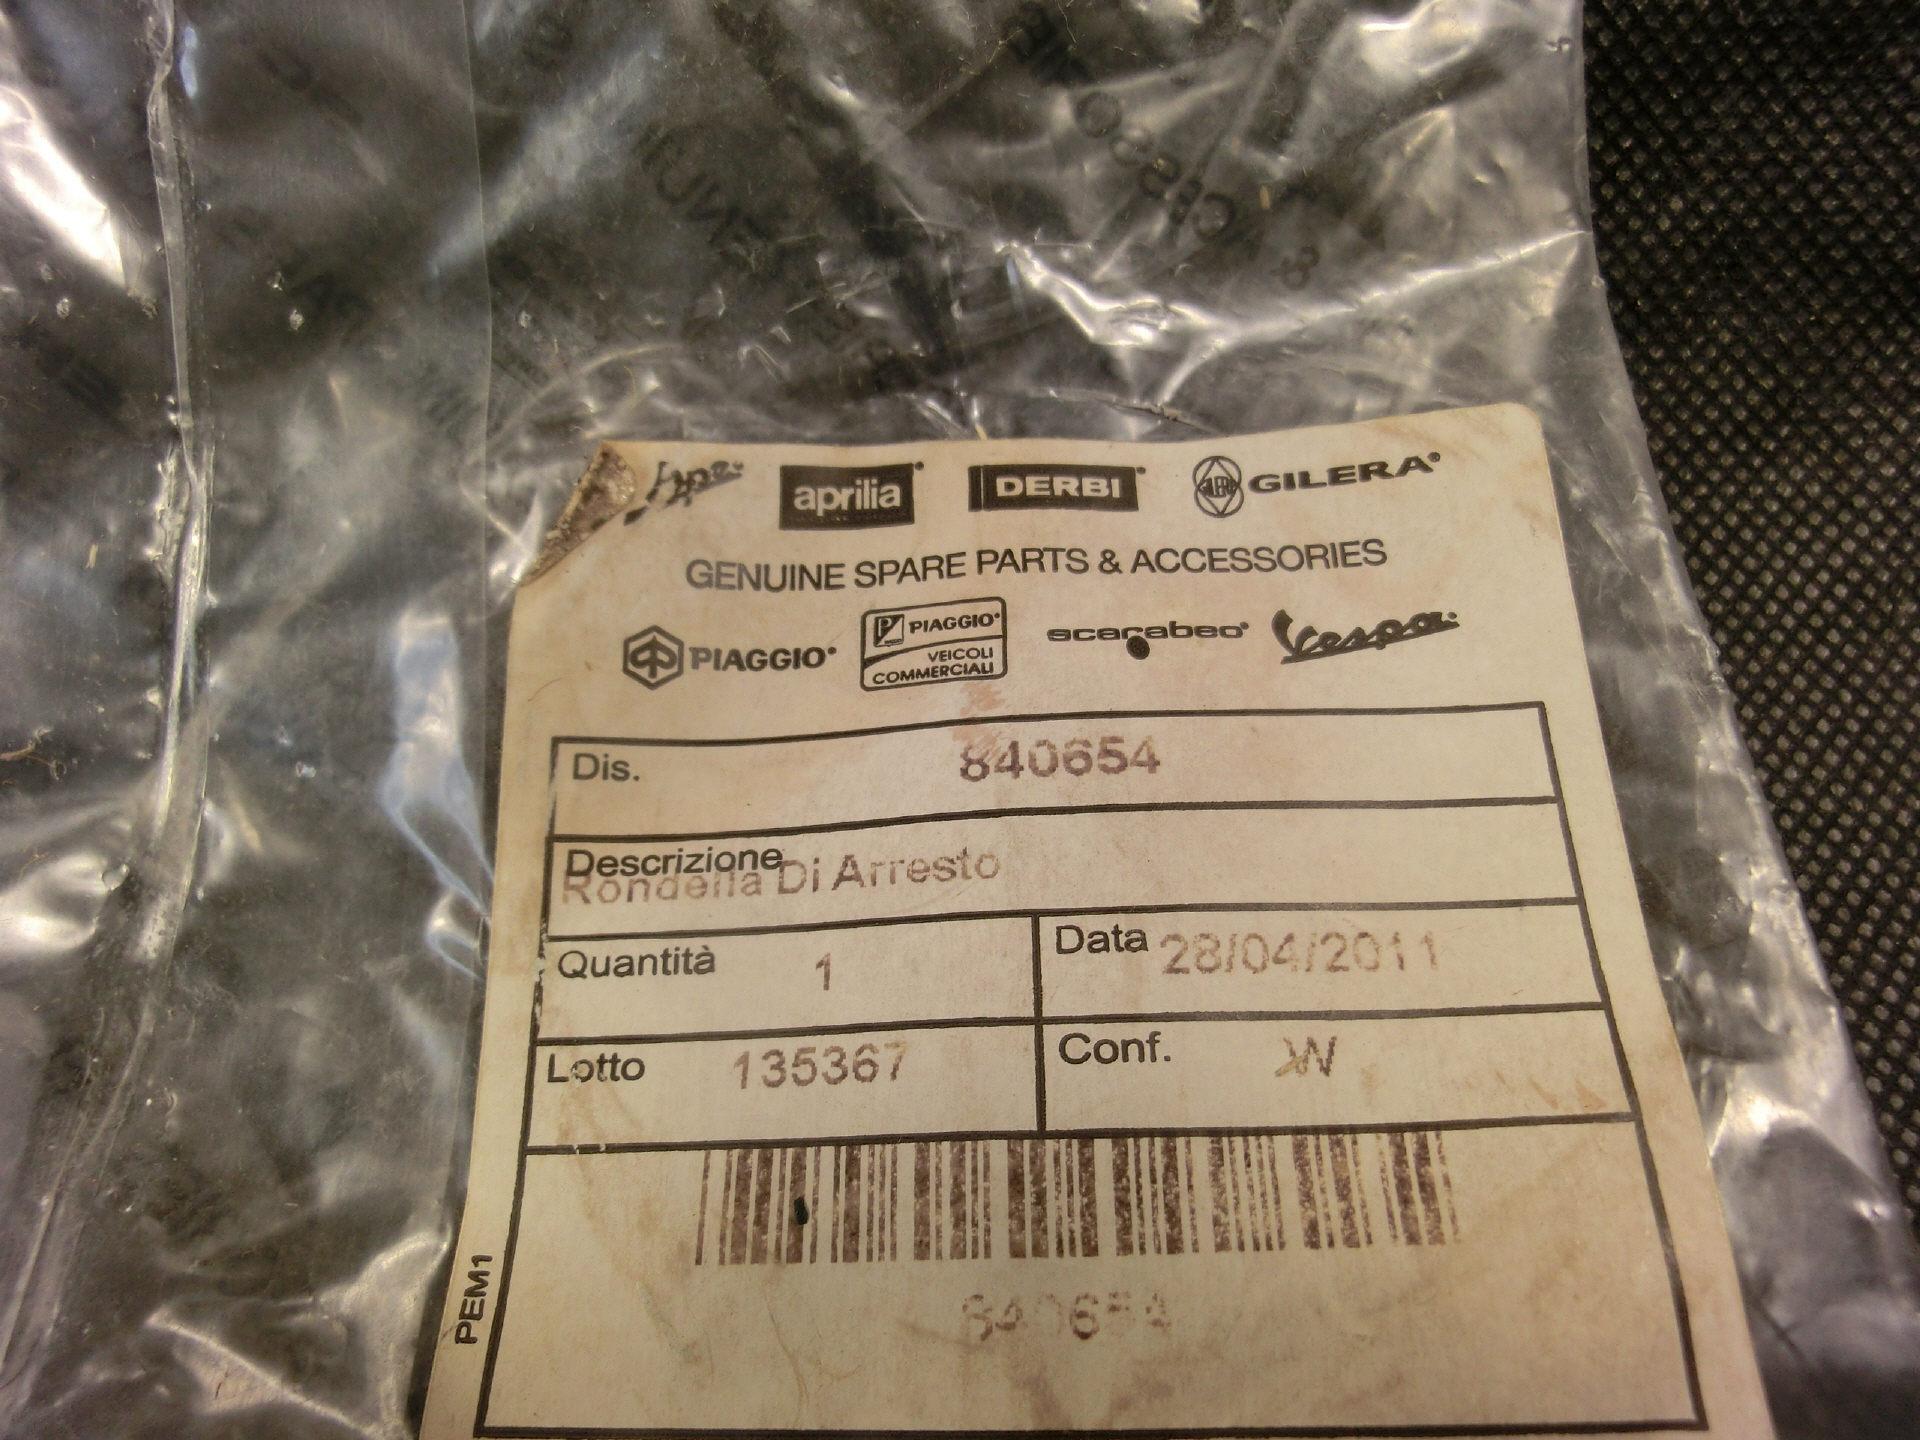 aprilia DERBI GILERA
GENUINE SPARE PARTS & ACCESSORIES
PIAGGIO PIAGGIO VEICOLI COMMERCIALI scarabeo Vespa
Dis. 840654
Descrizione
Rondella Di Arresto
Quantità 1 Data 28/04/2011
Lotto 135367 Conf. W
840654
PEM1